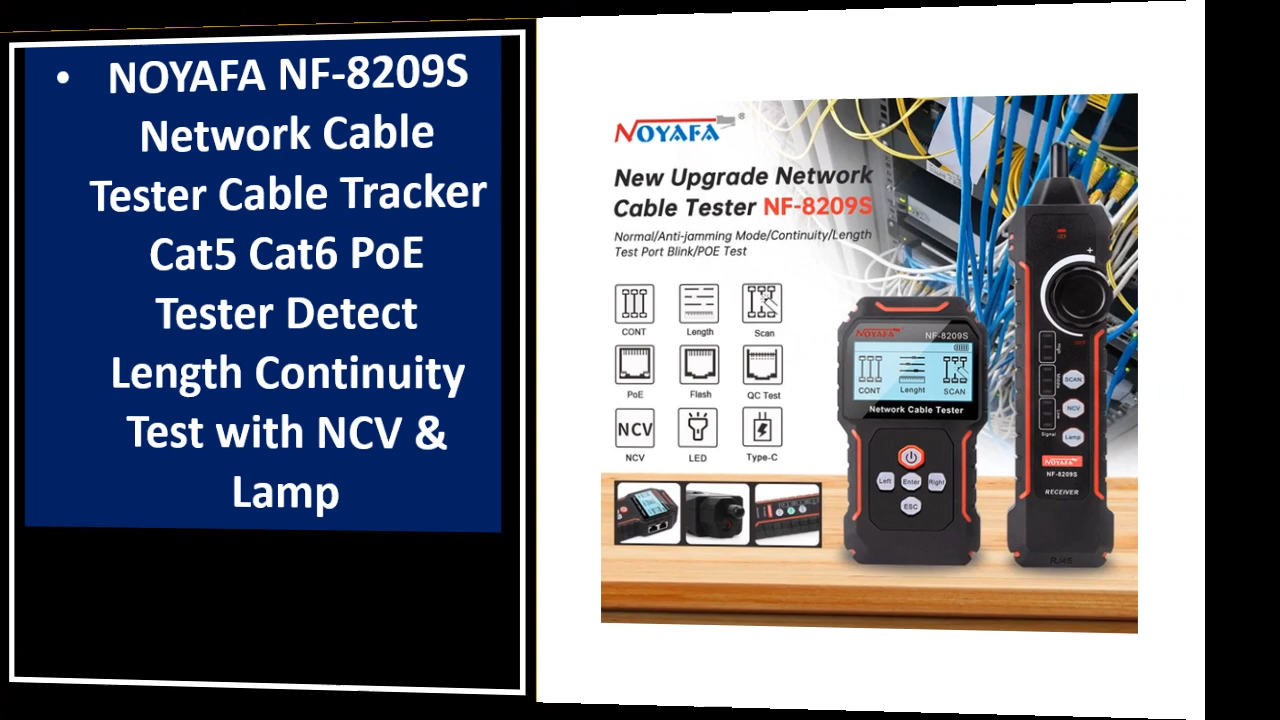 • NOYAFA NF-8209S
Network Cable
Tester Cable Tracker
Cat5 Cat6 PoE
Tester Detect
Length Continuity
Test with NCV &
Lamp
NOYAFA®
New Upgrade Network
Cable Tester NF-8209S
Normal/Anti-jamming Mode/Continuity/Length
Test Port Blink/POE Test
CONT Length Scan
PoE Flash QC Test
NCV
NCV LED Type-C
NOYAFA NF-8209S
CONT Lenght SCAN
Network Cable Tester
Left Enter Right
ESC
+
SCAN
NCV
Lamp
Signal
NOYAFA
NF-8209S
RECEIVER
RJ45